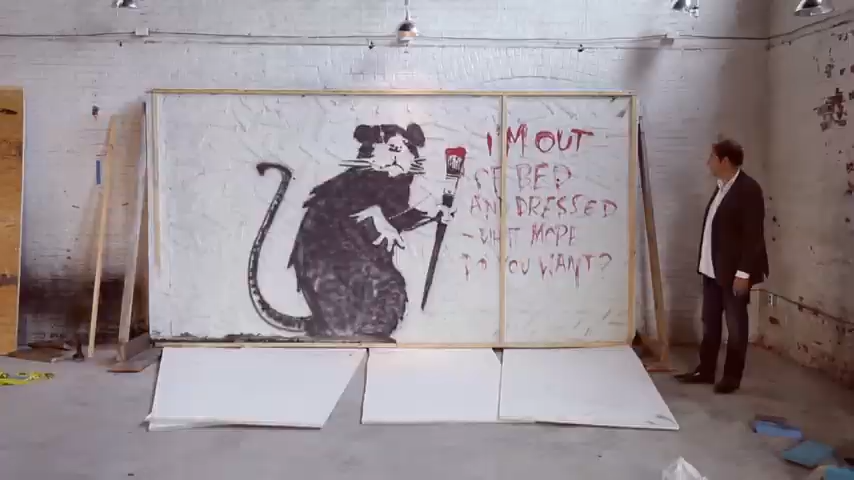 I'M OUT
OF BED
AND DRESSED
-WHAT MORE
DO YOU WANT?